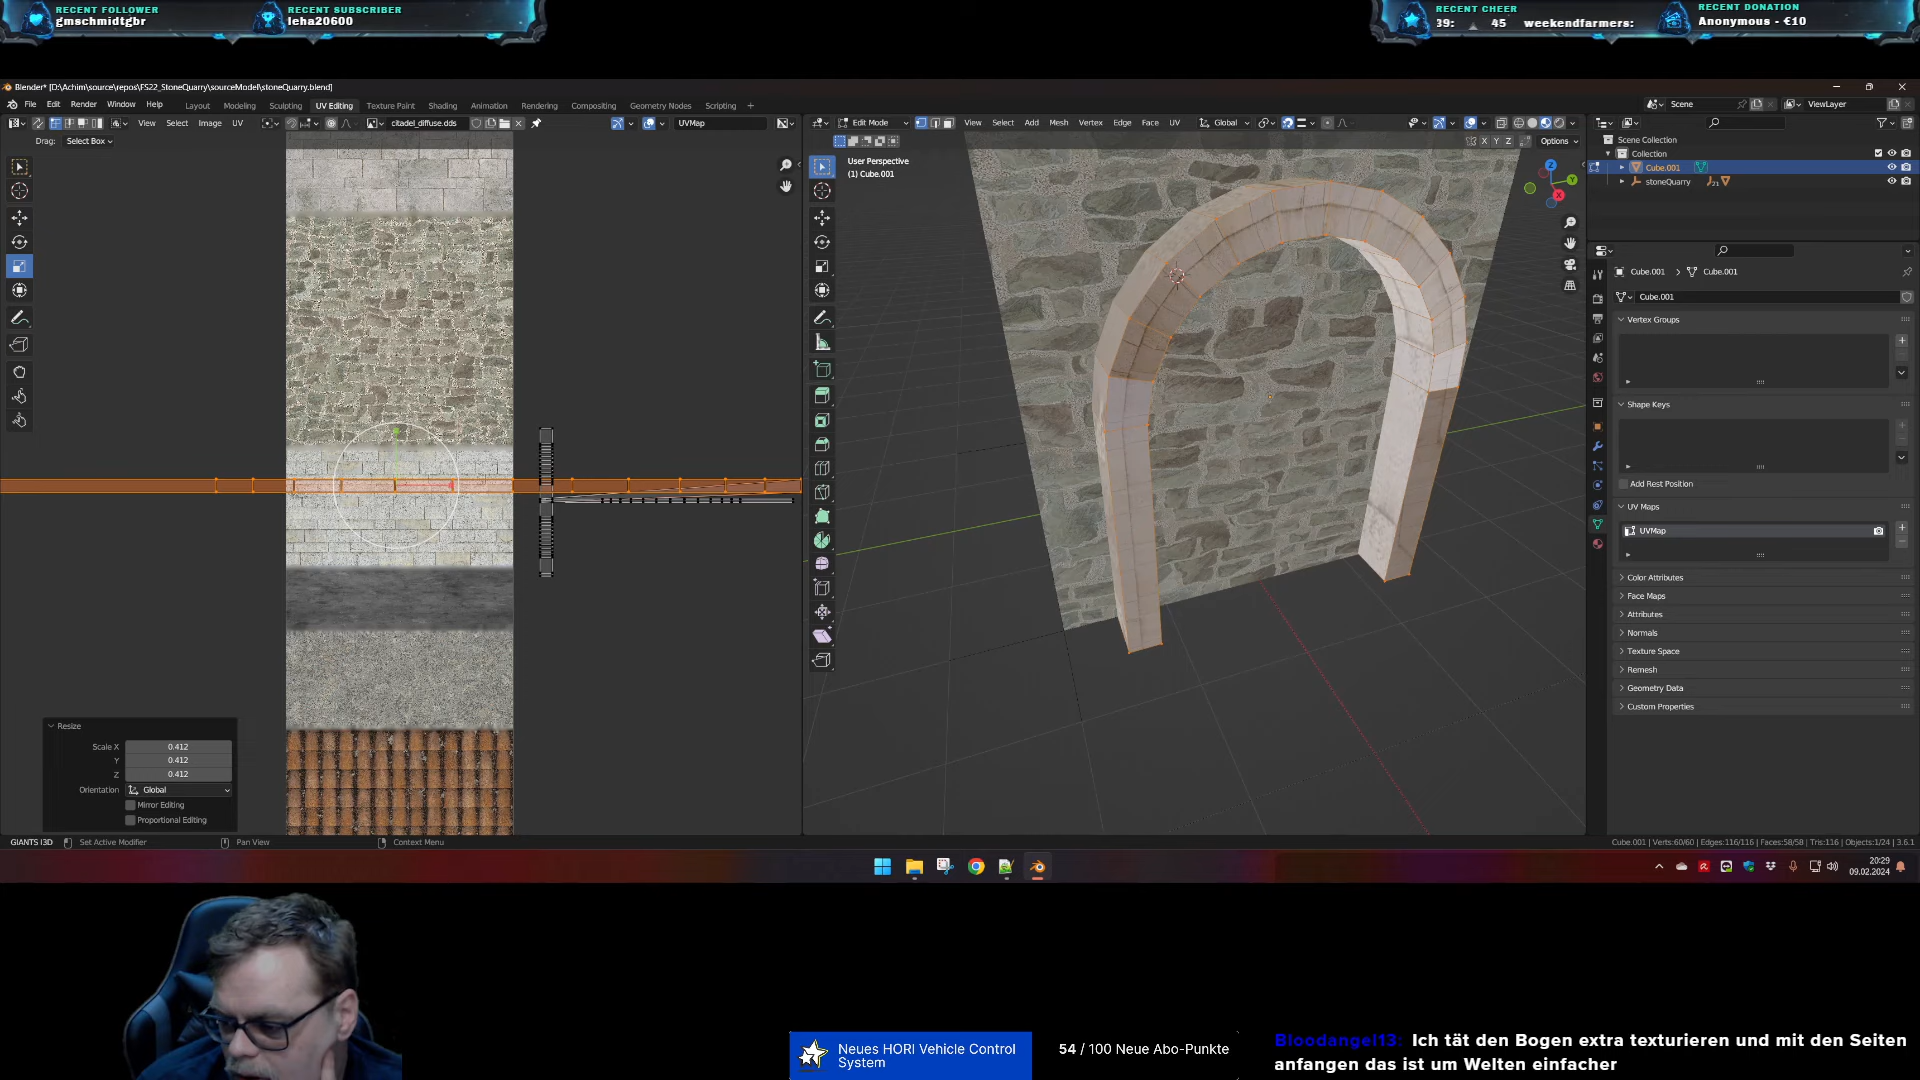 RECENT FOLLOWER
gmschmidtgbr
RECENT SUBSCRIBER
leha20600
RECENT CHEER
39: 45 weekendfarmers:
RECENT DONATION
Anonymous - €10
Blender* [D:\Achim\source\repos\FS22_StoneQuarry\sourceModel\stoneQuarry.blend]
File Edit Render Window Help
Layout Modeling Sculpting UV Editing Texture Paint Shading Animation Rendering Compositing Geometry Nodes Scripting +
Scene
ViewLayer
View Select Image UV
citadel_diffuse.dds
UVMap
Edit Mode
View Select Add Mesh Vertex Edge Face UV
Global
Drag: Select Box
X Y Z
Options
User Perspective
(1) Cube.001
Scene Collection
Collection
Cube.001
stoneQuarry
Cube.001 > Cube.001
Cube.001
Vertex Groups
Shape Keys
Add Rest Position
UV Maps
UVMap
Color Attributes
Face Maps
Attributes
Normals
Texture Space
Remesh
Geometry Data
Custom Properties
Resize
Scale X 0.412
Y 0.412
Z 0.412
Orientation Global
Mirror Editing
Proportional Editing
GIANTS I3D
Set Active Modifier
Pan View
Context Menu
Cube.001 | Verts:60/60 | Edges:116/116 | Faces:58/58 | Tris:116 | Objects:1/24 | 3.6.1
20:29
09.02.2024
Neues HORI Vehicle Control
System
54 / 100 Neue Abo-Punkte
Bloodangel13: Ich tät den Bogen extra texturieren und mit den Seiten
anfangen das ist um Welten einfacher